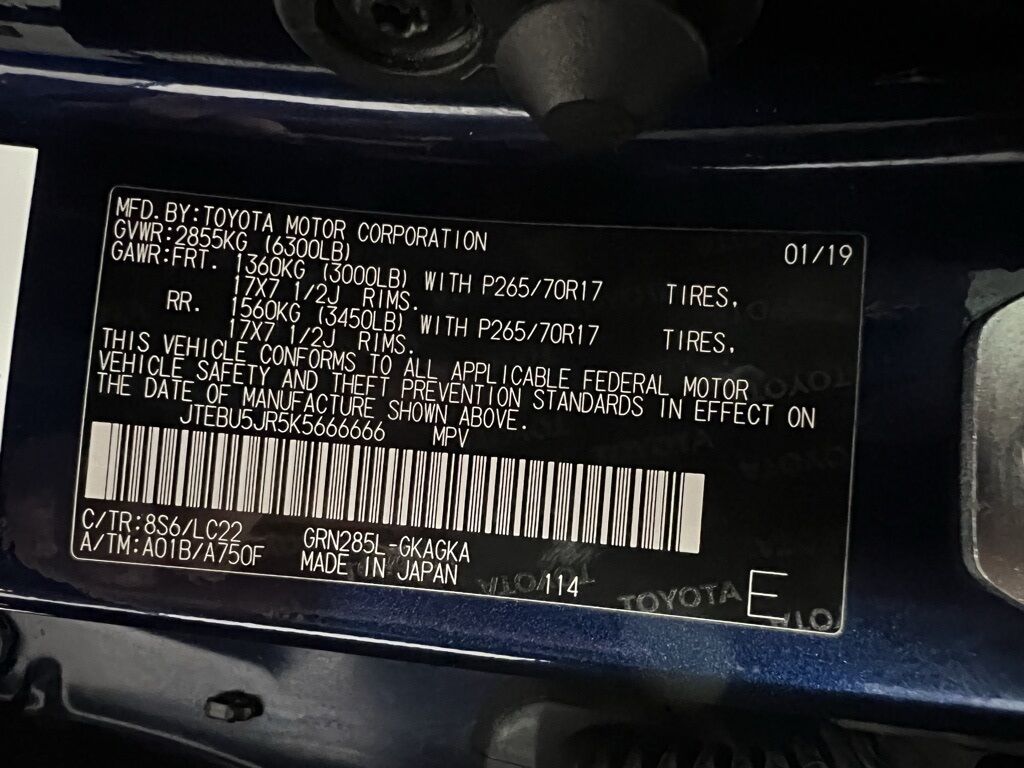 MFD.BY:TOYOTA MOTOR CORPORATION 01/19
GVWR:2855KG (6300LB)
GAWR:FRT. 1360KG (3000LB) WITH P265/70R17 TIRES,
17X7 1/2J RIMS.
RR. 1560KG (3450LB) WITH P265/70R17 TIRES,
17X7 1/2J RIMS.
THIS VEHICLE CONFORMS TO ALL APPLICABLE FEDERAL MOTOR
VEHICLE SAFETY AND THEFT PREVENTION STANDARDS IN EFFECT ON
THE DATE OF MANUFACTURE SHOWN ABOVE.
JTEBU5JR5K5666666 MPV
C/TR:8S6/LC22 GRN285L-GKAGKA
A/TM:A01B/A750F MADE IN JAPAN 114
TOYOTA
E